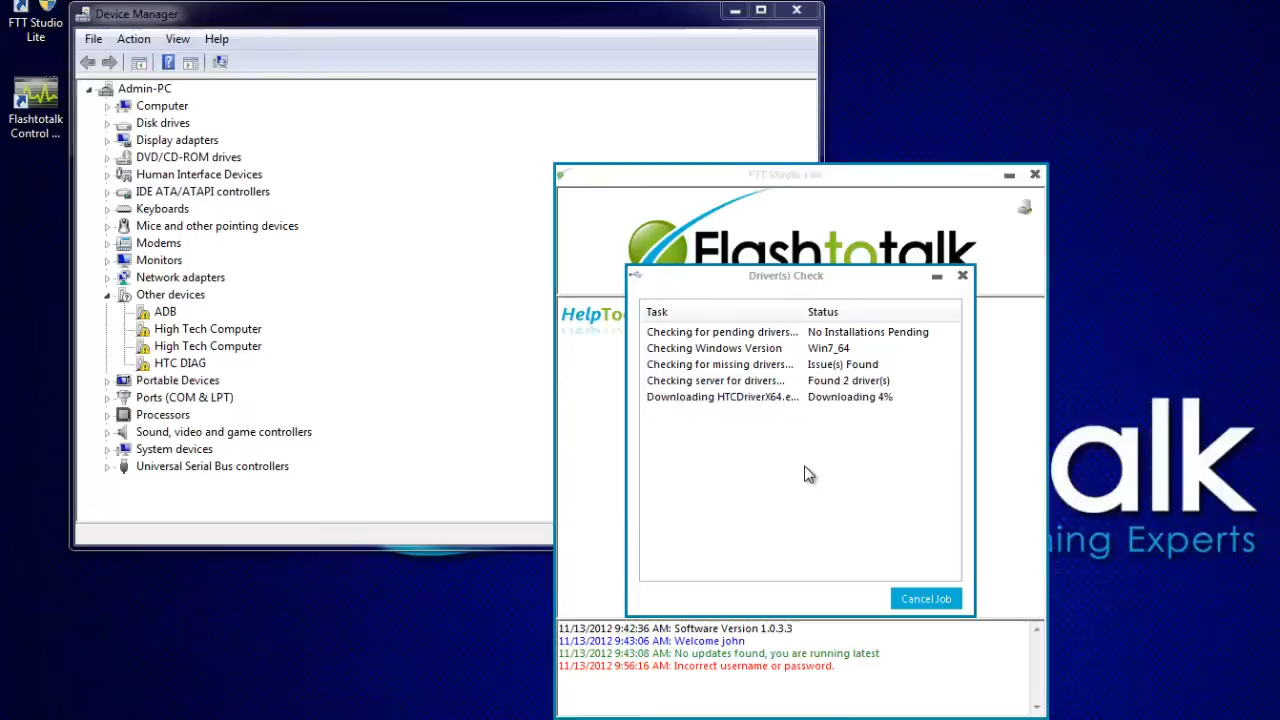 FTT Studio
Lite
Flashtotalk
Control ...
Device Manager
File Action View Help
Admin-PC
Computer
Disk drives
Display adapters
DVD/CD-ROM drives
Human Interface Devices
IDE ATA/ATAPI controllers
Keyboards
Mice and other pointing devices
Modems
Monitors
Network adapters
Other devices
ADB
High Tech Computer
High Tech Computer
HTC DIAG
Portable Devices
Ports (COM & LPT)
Processors
Sound, video and game controllers
System devices
Universal Serial Bus controllers
FTT Studio Lite
Flashtotalk
HelpToo
Driver(s) Check
Task Status
Checking for pending drivers... No Installations Pending
Checking Windows Version Win7_64
Checking for missing drivers... Issue(s) Found
Checking server for drivers... Found 2 driver(s)
Downloading HTCDriverX64.e... Downloading 4%
Cancel Job
11/13/2012 9:42:36 AM: Software Version 1.0.3.3
11/13/2012 9:43:06 AM: Welcome john
11/13/2012 9:43:08 AM: No updates found, you are running latest
11/13/2012 9:56:16 AM: Incorrect username or password.
alk
ning Experts